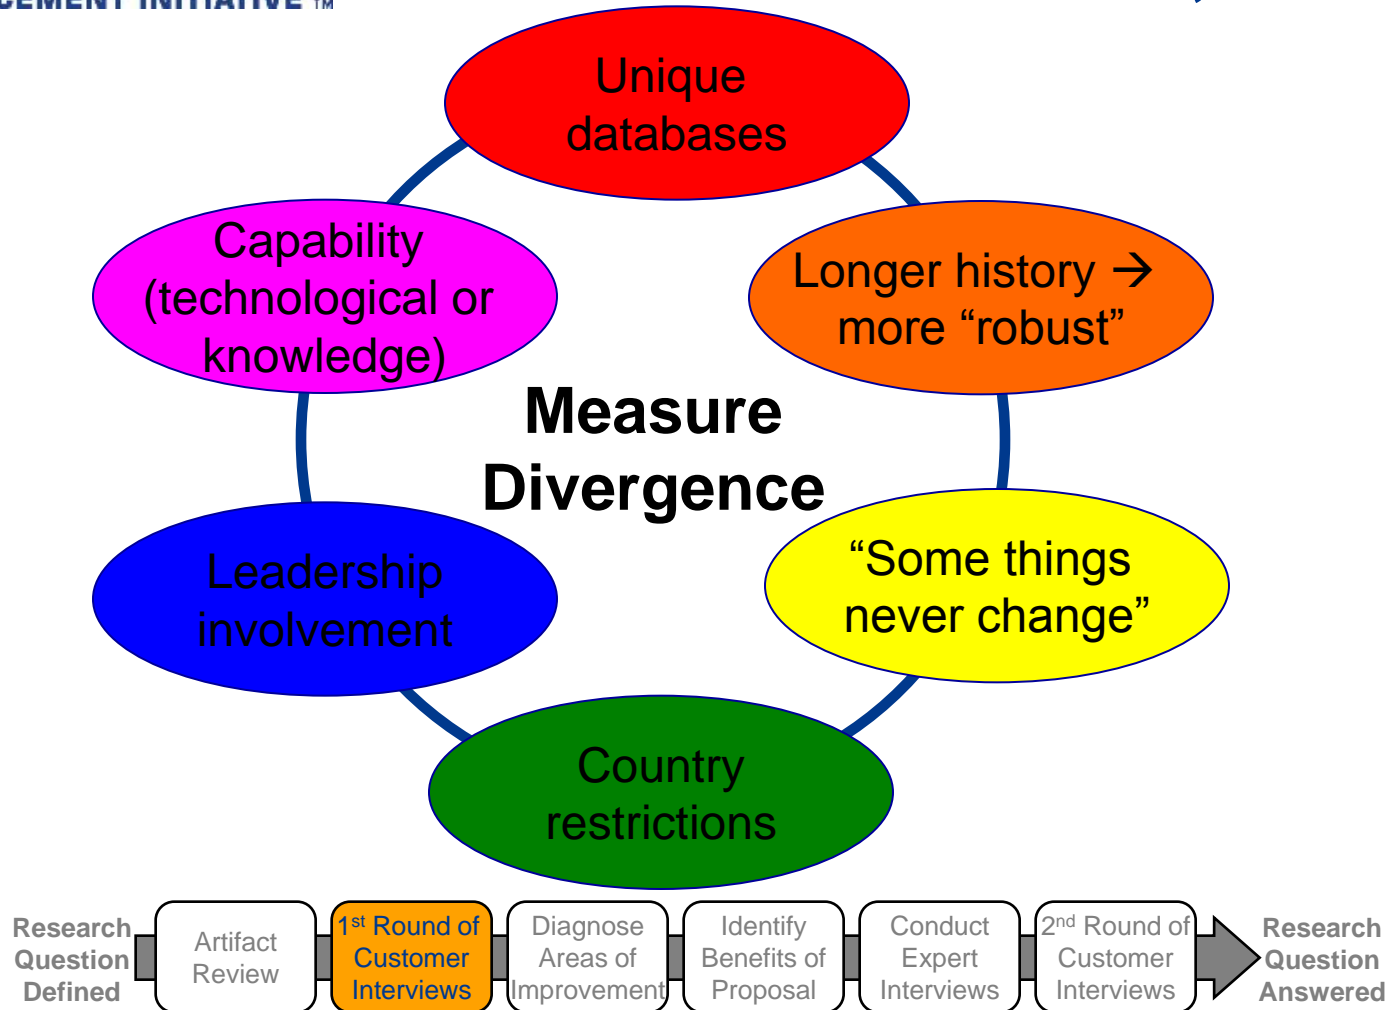 INITIATIVE TM
Unique
databases
Capability
(technological or
knowledge)
Longer history →
more “robust”
Measure
Divergence
Leadership
involvement
“Some things
never change”
Country
restrictions
Research
Question
Defined
Artifact
Review
1st Round of
Customer
Interviews
Diagnose
Areas of
Improvement
Identify
Benefits of
Proposal
Conduct
Expert
Interviews
2nd Round of
Customer
Interviews
Research
Question
Answered